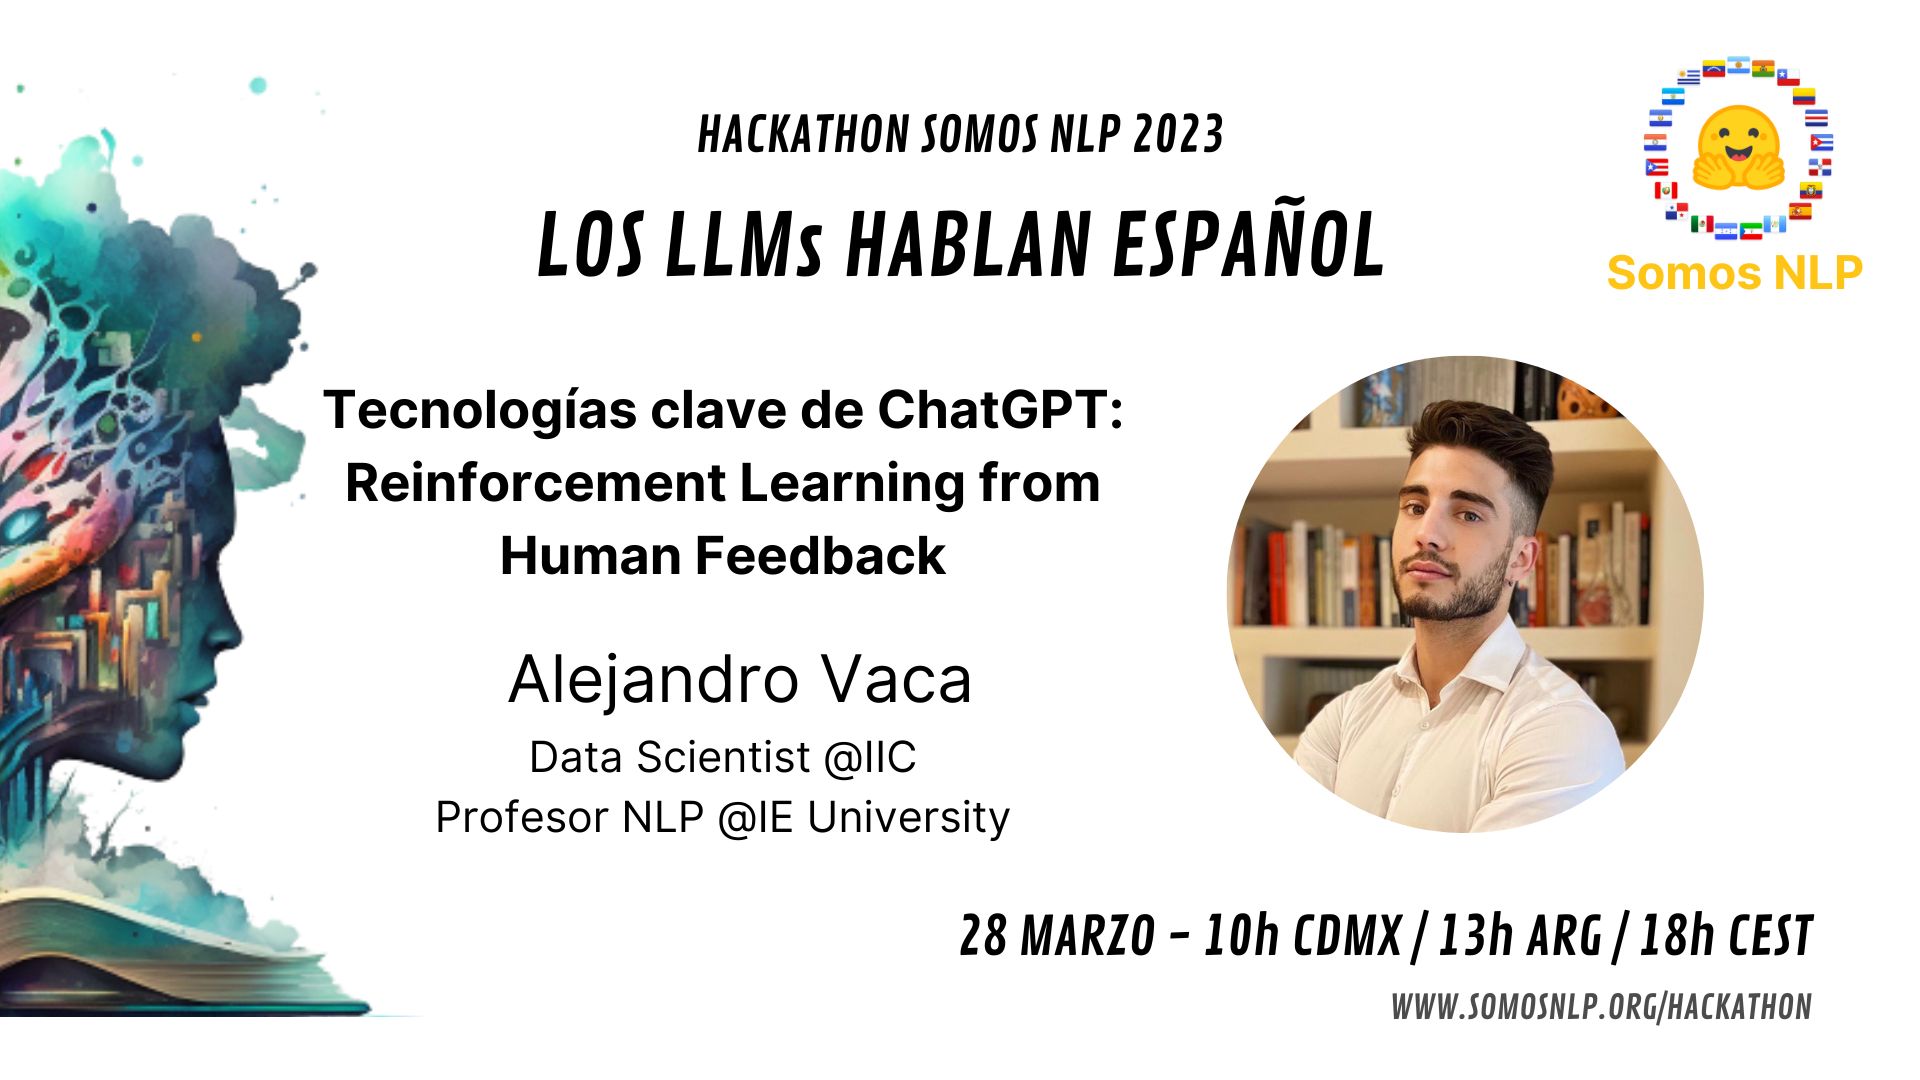 HACKATHON SOMOS NLP 2023
LOS LLMs HABLAN ESPAÑOL
Somos NLP
Tecnologías clave de ChatGPT:
Reinforcement Learning from
Human Feedback
Alejandro Vaca
Data Scientist @IIC
Profesor NLP @IE University
28 MARZO - 10h CDMX / 13h ARG / 18h CEST
WWW.SOMOSNLP.ORG/HACKATHON